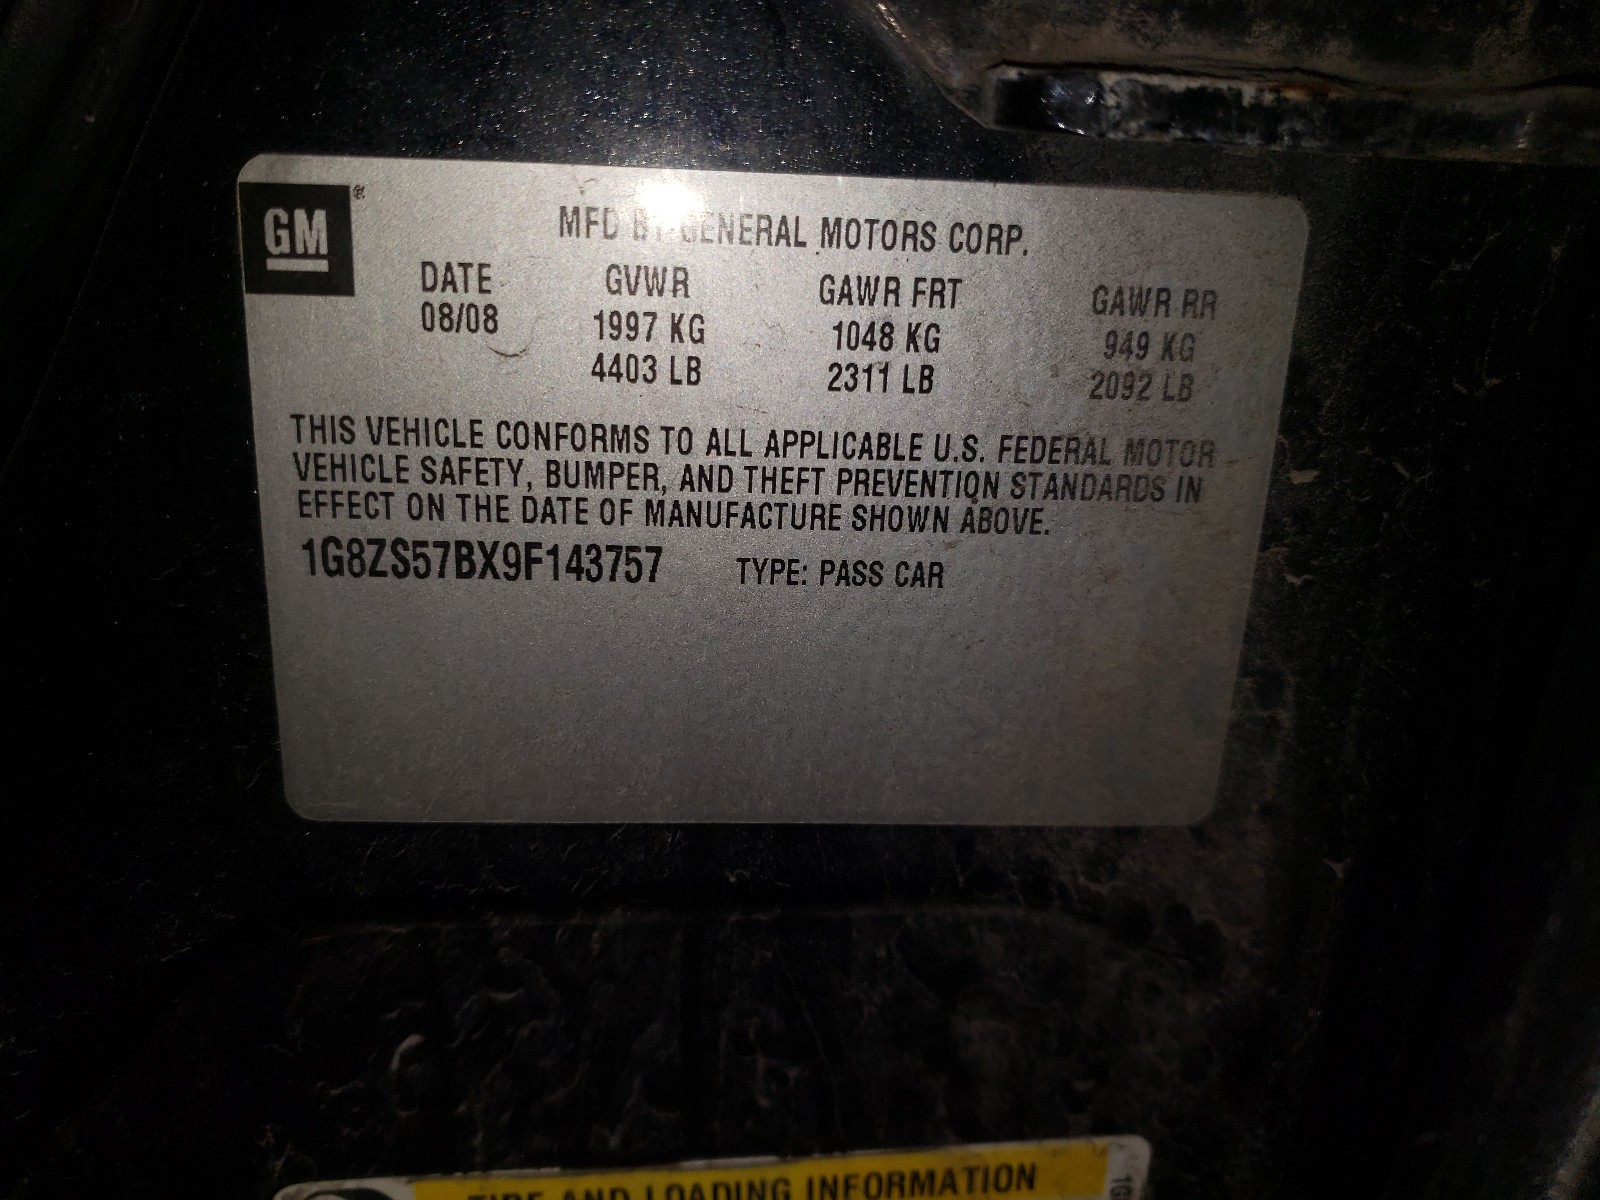 GM®
MFD BY GENERAL MOTORS CORP.
DATE GVWR GAWR FRT GAWR RR
08/08 1997 KG 1048 KG 949 KG
4403 LB 2311 LB 2092 LB
THIS VEHICLE CONFORMS TO ALL APPLICABLE U.S. FEDERAL MOTOR
VEHICLE SAFETY, BUMPER, AND THEFT PREVENTION STANDARDS IN
EFFECT ON THE DATE OF MANUFACTURE SHOWN ABOVE.
1G8ZS57BX9F143757 TYPE: PASS CAR
TIRE AND LOADING INFORMATION